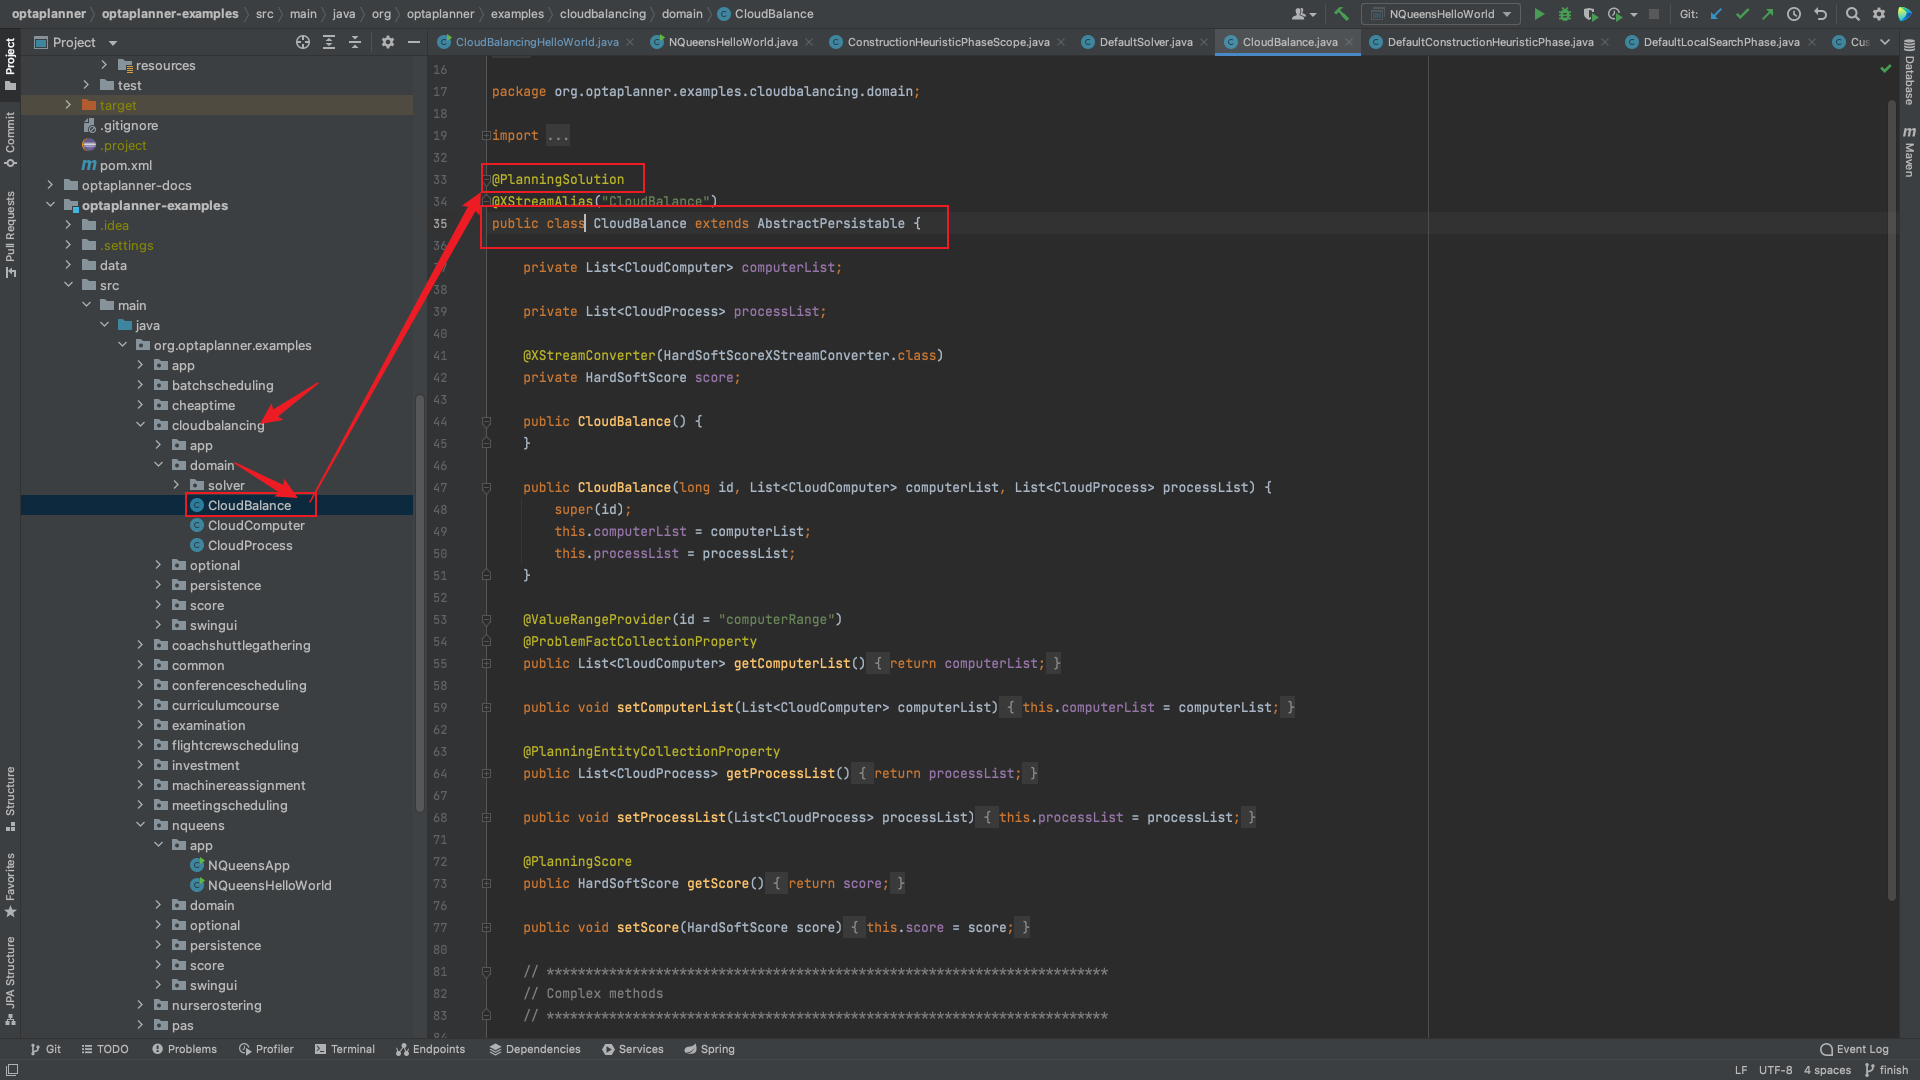 optaplanner
optaplanner-examples
src
main
java
org
optaplanner
examples
cloudbalancing
domain
CloudBalance
NQueensHelloWorld
Git:
Project
CloudBalancingHelloWorld.java
NQueensHelloWorld.java
ConstructionHeuristicPhaseScope.java
DefaultSolver.java
CloudBalance.java
DefaultConstructionHeuristicPhase.java
DefaultLocalSearchPhase.java
Cus
Project
Commit
Pull Requests
Structure
Favorites
JPA Structure
Database
Maven
resources
test
target
.gitignore
.project
pom.xml
optaplanner-docs
optaplanner-examples
.idea
.settings
data
src
main
java
org.optaplanner.examples
app
batchscheduling
cheaptime
cloudbalancing
app
domain
solver
CloudBalance
CloudComputer
CloudProcess
optional
persistence
score
swingui
coachshuttlegathering
common
conferencescheduling
curriculumcourse
examination
flightcrewscheduling
investment
machinereassignment
meetingscheduling
nqueens
app
NQueensApp
NQueensHelloWorld
domain
optional
persistence
score
swingui
nurserostering
pas
16
17 package org.optaplanner.examples.cloudbalancing.domain;
18
19 import ...
32
33 @PlanningSolution
34 @XStreamAlias("CloudBalance")
35 public class CloudBalance extends AbstractPersistable {
36
private List<CloudComputer> computerList;
38
39 private List<CloudProcess> processList;
40
41 @XStreamConverter(HardSoftScoreXStreamConverter.class)
42 private HardSoftScore score;
43
44 public CloudBalance() {
45 }
46
47 public CloudBalance(long id, List<CloudComputer> computerList, List<CloudProcess> processList) {
48 super(id);
49 this.computerList = computerList;
50 this.processList = processList;
51 }
52
53 @ValueRangeProvider(id = "computerRange")
54 @ProblemFactCollectionProperty
55 public List<CloudComputer> getComputerList() { return computerList; }
58
59 public void setComputerList(List<CloudComputer> computerList) { this.computerList = computerList; }
62
63 @PlanningEntityCollectionProperty
64 public List<CloudProcess> getProcessList() { return processList; }
67
68 public void setProcessList(List<CloudProcess> processList) { this.processList = processList; }
71
72 @PlanningScore
73 public HardSoftScore getScore() { return score; }
76
77 public void setScore(HardSoftScore score) { this.score = score; }
80
81 // ************************************************************************
82 // Complex methods
83 // ************************************************************************
Git
TODO
Problems
Profiler
Terminal
Endpoints
Dependencies
Services
Spring
Event Log
LF
UTF-8
4 spaces
finish